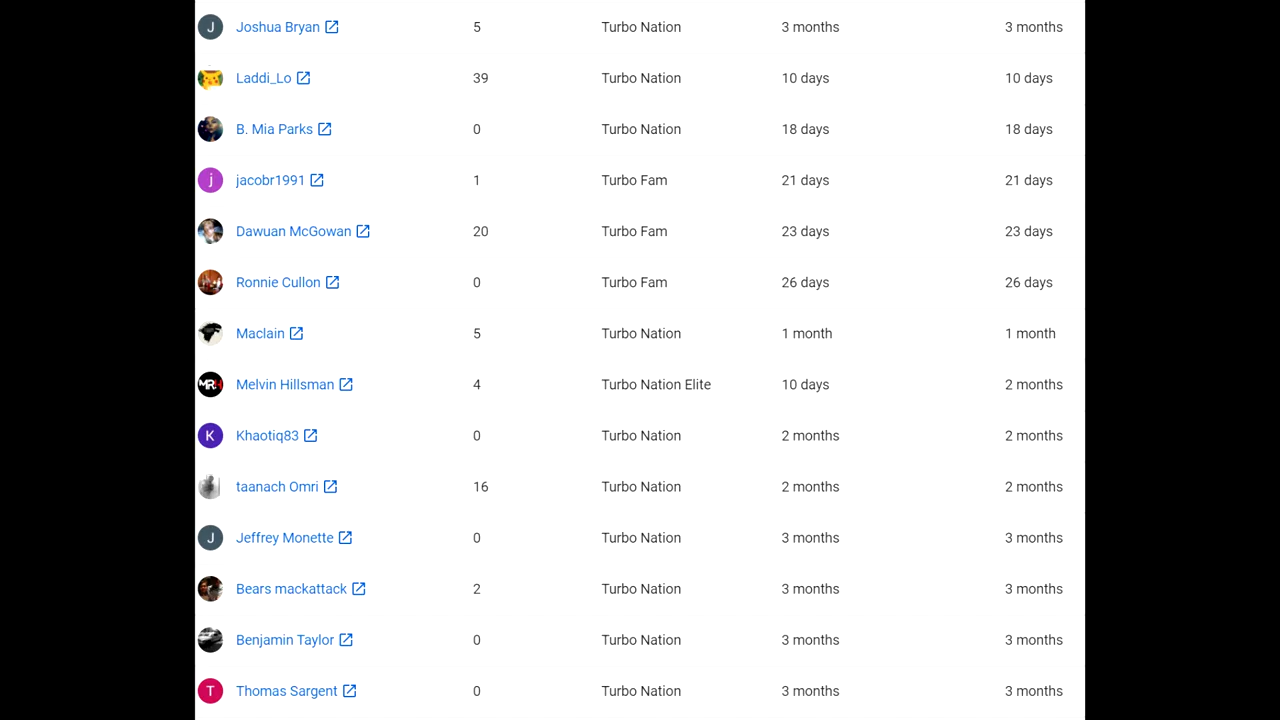 J Joshua Bryan 5 Turbo Nation 3 months 3 months
Laddi_Lo 39 Turbo Nation 10 days 10 days
B. Mia Parks 0 Turbo Nation 18 days 18 days
j jacobr1991 1 Turbo Fam 21 days 21 days
Dawuan McGowan 20 Turbo Fam 23 days 23 days
Ronnie Cullon 0 Turbo Fam 26 days 26 days
Maclain 5 Turbo Nation 1 month 1 month
MRH Melvin Hillsman 4 Turbo Nation Elite 10 days 2 months
K Khaotiq83 0 Turbo Nation 2 months 2 months
taanach Omri 16 Turbo Nation 2 months 2 months
J Jeffrey Monette 0 Turbo Nation 3 months 3 months
Bears mackattack 2 Turbo Nation 3 months 3 months
Benjamin Taylor 0 Turbo Nation 3 months 3 months
T Thomas Sargent 0 Turbo Nation 3 months 3 months